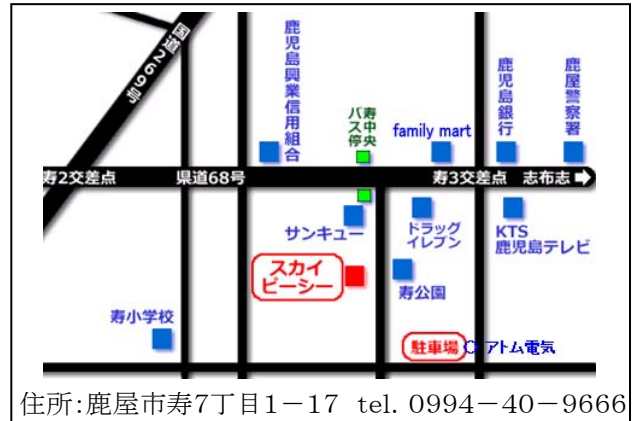 国道269号
鹿児島興業信用組合
寿中央
バス停
family mart
鹿児島銀行
鹿屋警察署
寿2交差点
県道68号
寿3交差点
志布志
サンキュー
ドラッグ
イレブン
KTS
鹿児島テレビ
スカイ
ビーシー
寿公園
寿小学校
駐車場
アトム電気
住所:鹿屋市寿7丁目1－17 tel. 0994－40－9666